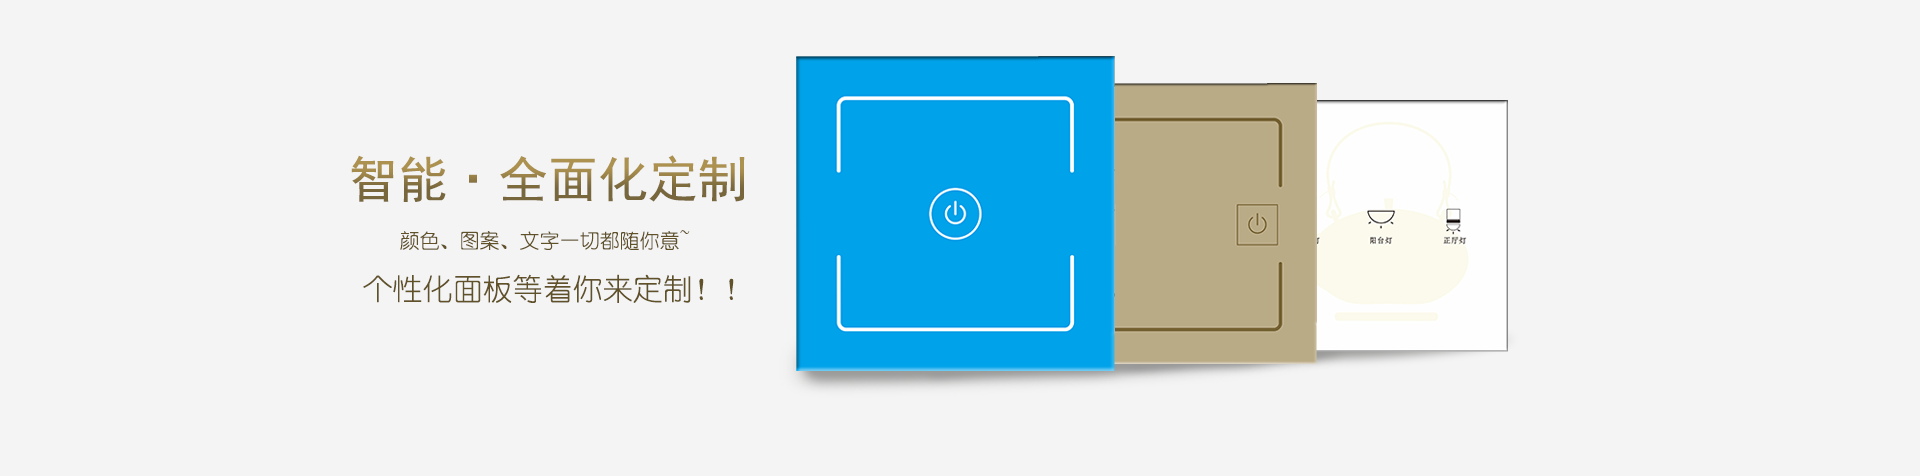 智能·全面化定制
颜色、图案、文字一切都随你意~
个性化面板等着你来定制！！
阳台灯
正厅灯